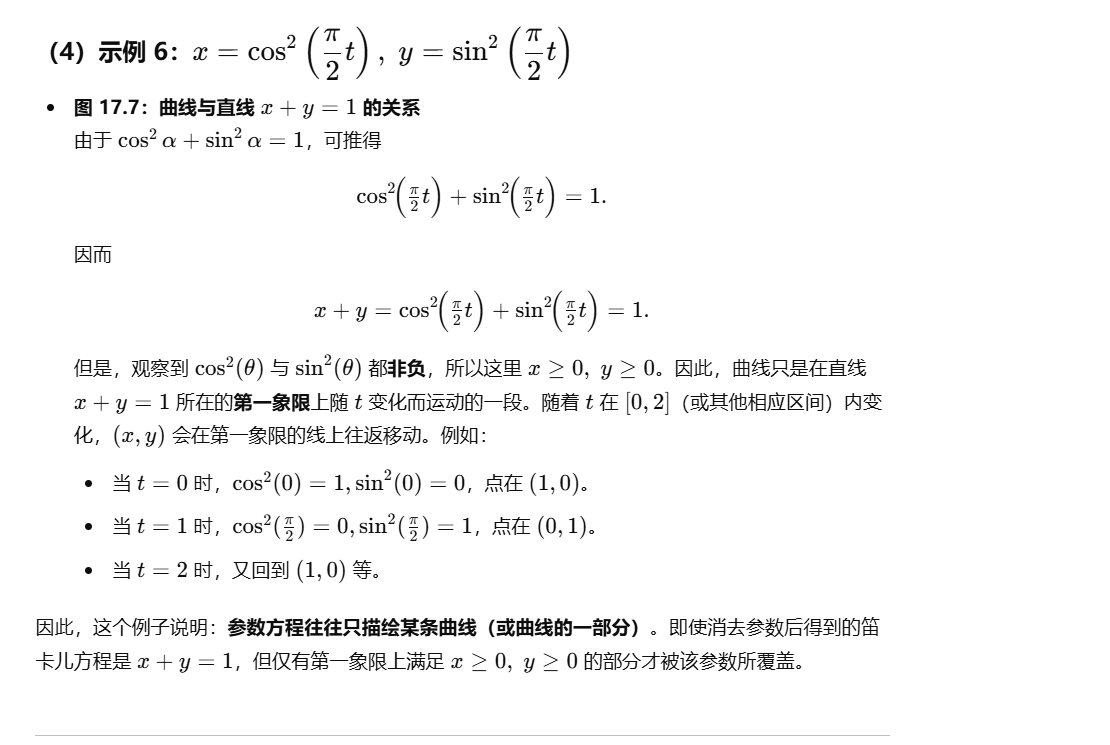 （4）示例 6：x = cos²(π/2 t), y = sin²(π/2 t)
• 图 17.7：曲线与直线 x + y = 1 的关系
由于 cos² α + sin² α = 1，可推得
cos²(π/2 t) + sin²(π/2 t) = 1.
因而
x + y = cos²(π/2 t) + sin²(π/2 t) = 1.
但是，观察到 cos²(θ) 与 sin²(θ) 都非负，所以这里 x ≥ 0, y ≥ 0。因此，曲线只是在直线
x + y = 1 所在的第一象限上随 t 变化而运动的一段。随着 t 在 [0, 2]（或其他相应区间）内变
化，(x, y) 会在第一象限的线上往返移动。例如：
• 当 t = 0 时，cos²(0) = 1, sin²(0) = 0，点在 (1, 0)。
• 当 t = 1 时，cos²(π/2) = 0, sin²(π/2) = 1，点在 (0, 1)。
• 当 t = 2 时，又回到 (1, 0) 等。
因此，这个例子说明：参数方程往往只描绘某条曲线（或曲线的一部分）。即使消去参数后得到的笛
卡儿方程是 x + y = 1，但仅有第一象限上满足 x ≥ 0, y ≥ 0 的部分才被该参数所覆盖。